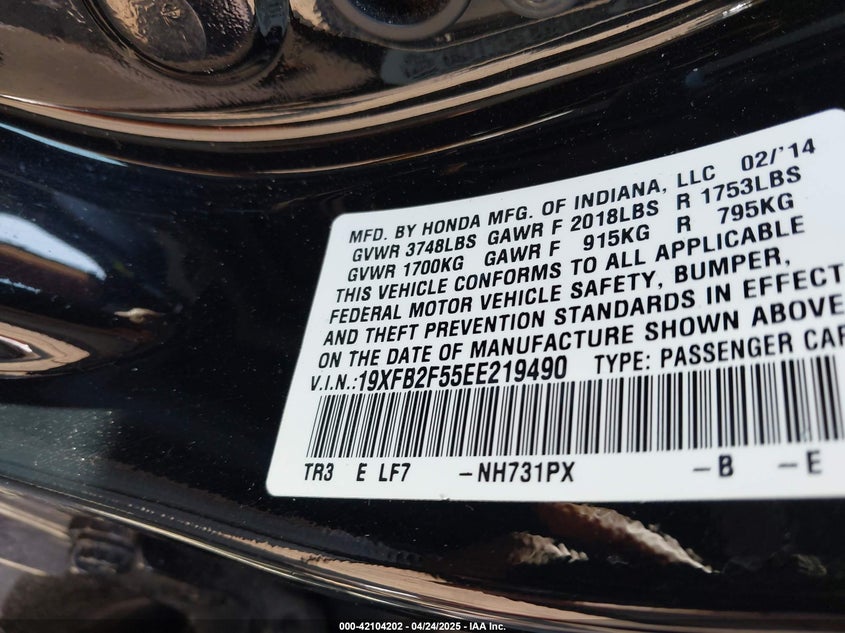 MFD. BY HONDA MFG. OF INDIANA, LLC 02/'14
GVWR 3748LBS GAWR F 2018LBS R 1753LBS
GVWR 1700KG GAWR F 915KG R 795KG
THIS VEHICLE CONFORMS TO ALL APPLICABLE
FEDERAL MOTOR VEHICLE SAFETY, BUMPER,
AND THEFT PREVENTION STANDARDS IN EFFECT
ON THE DATE OF MANUFACTURE SHOWN ABOVE
V.I.N.:19XFB2F55EE219490 TYPE: PASSENGER CAR
TR3 E LF7 -NH731PX -B -E
000-42104202 - 04/24/2025 - IAA Inc.